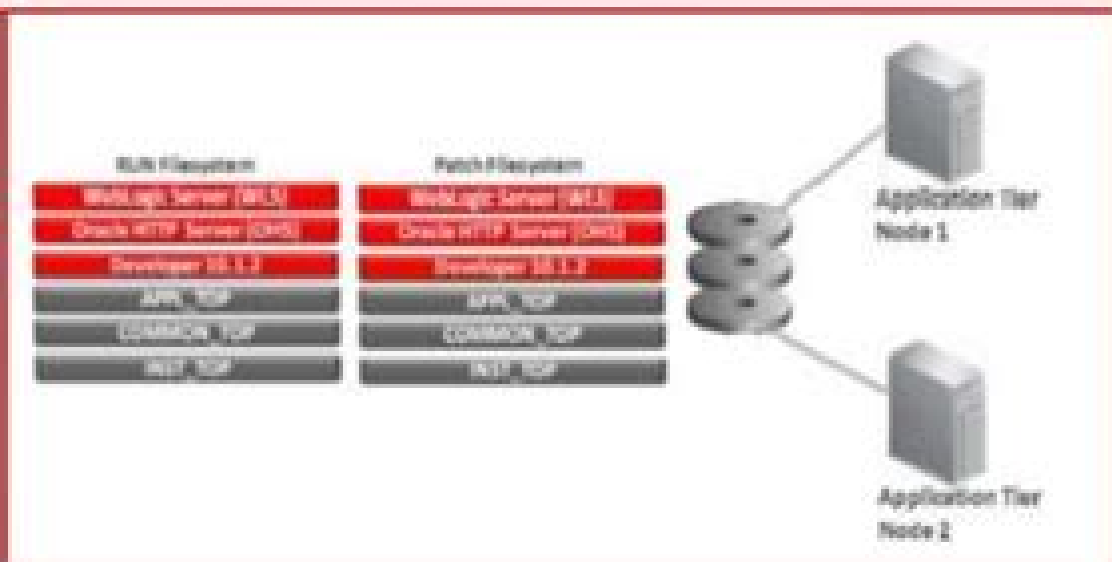 RUN Filesystem
WebLogic Server (WLS)
Oracle HTTP Server (OHS)
Developer 10.1.2
APPL_TOP
COMMON_TOP
INST_TOP
Patch Filesystem
WebLogic Server (WLS)
Oracle HTTP Server (OHS)
Developer 10.1.2
APPL_TOP
COMMON_TOP
INST_TOP
Application Tier
Node 1
Application Tier
Node 2